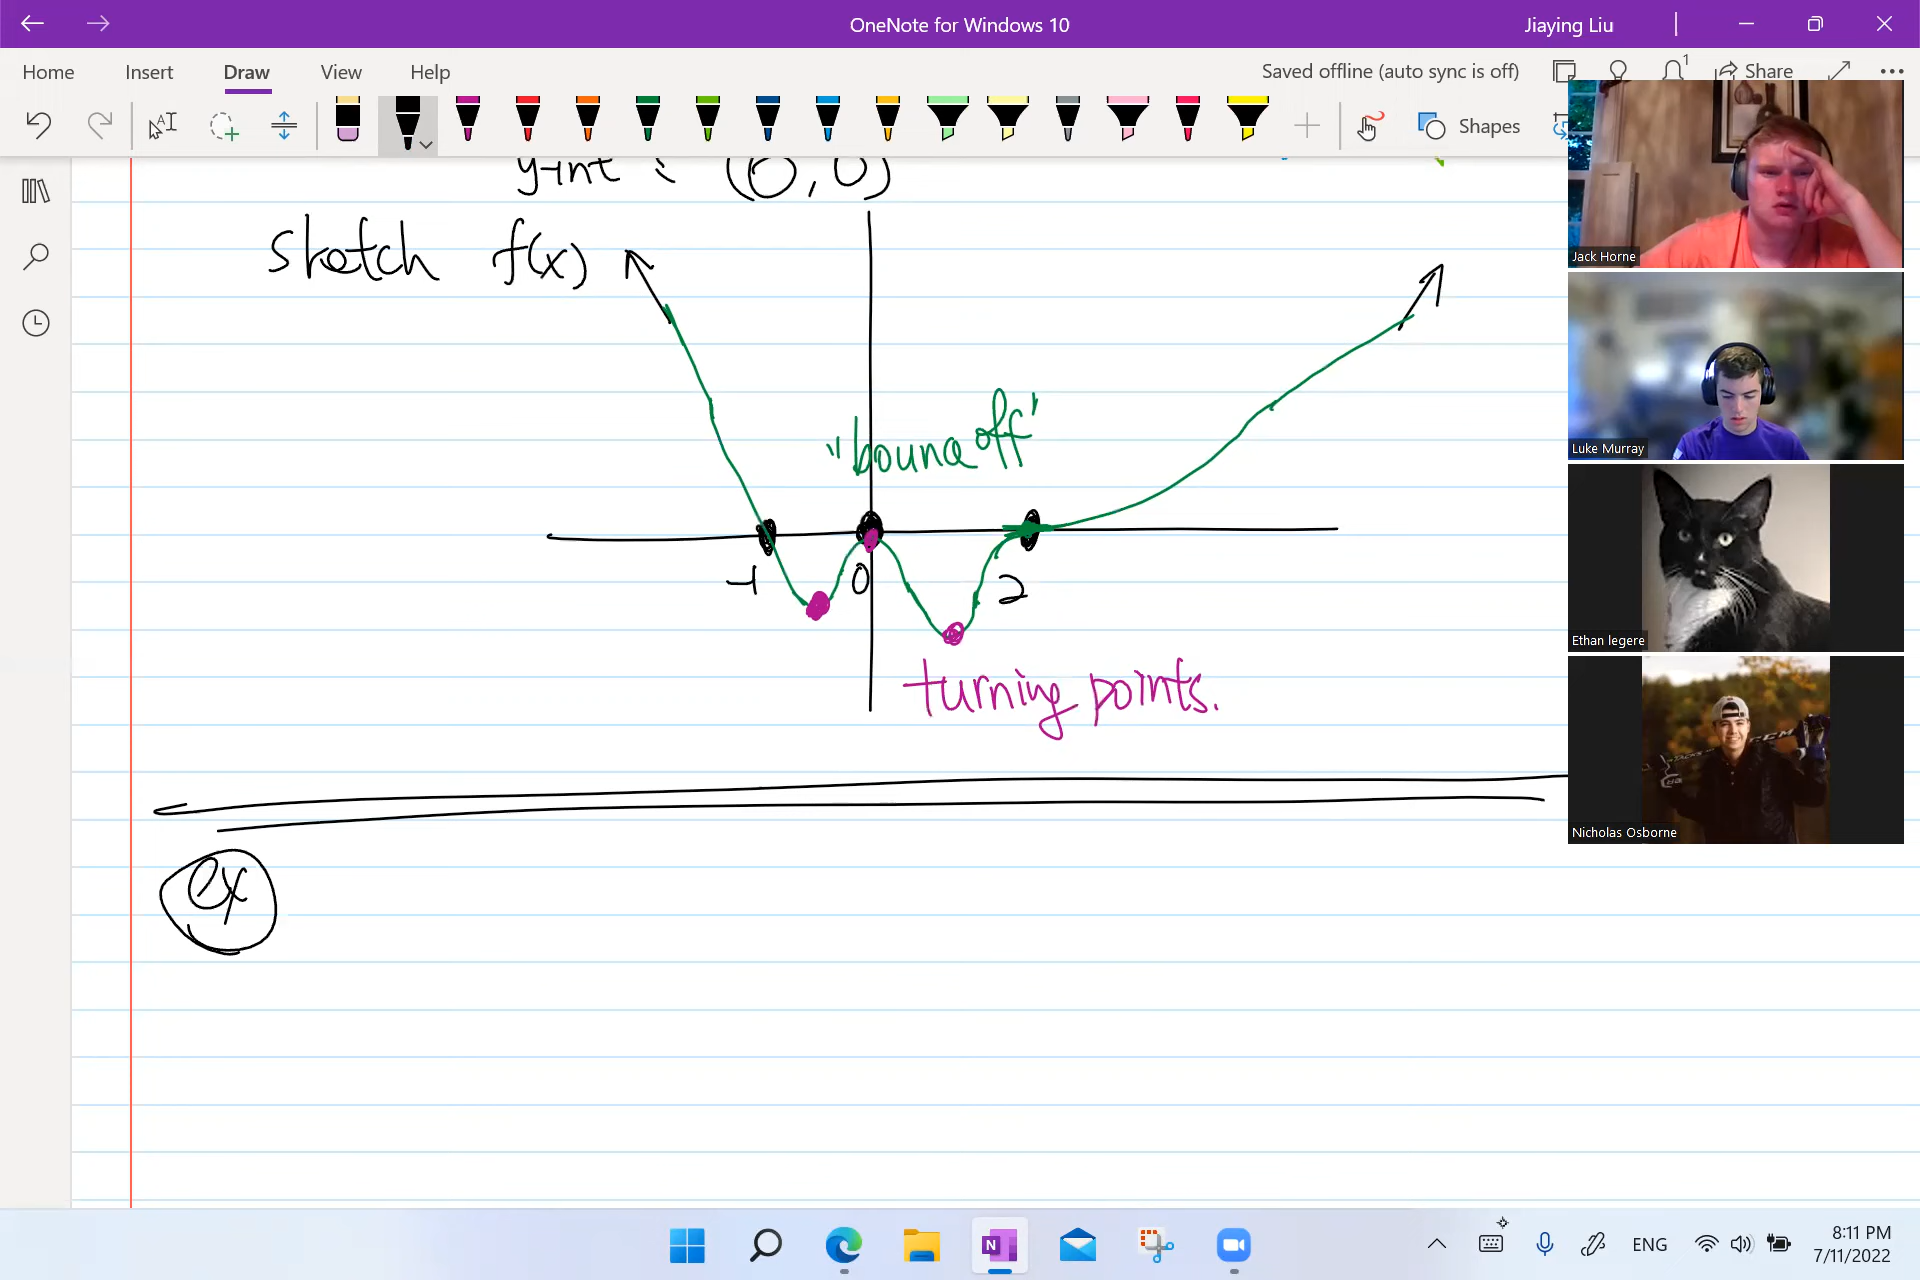 OneNote for Windows 10
Jiaying Liu
Home Insert Draw View Help
Saved offline (auto sync is off)
1
Share
Shapes
y-int : (0,0)
Sketch f(x)
"bounce off"
-1 0 2
turning points.
ex
Jack Horne
Luke Murray
Ethan legere
CCM
Nicholas Osborne
N
ENG
8:11 PM
7/11/2022